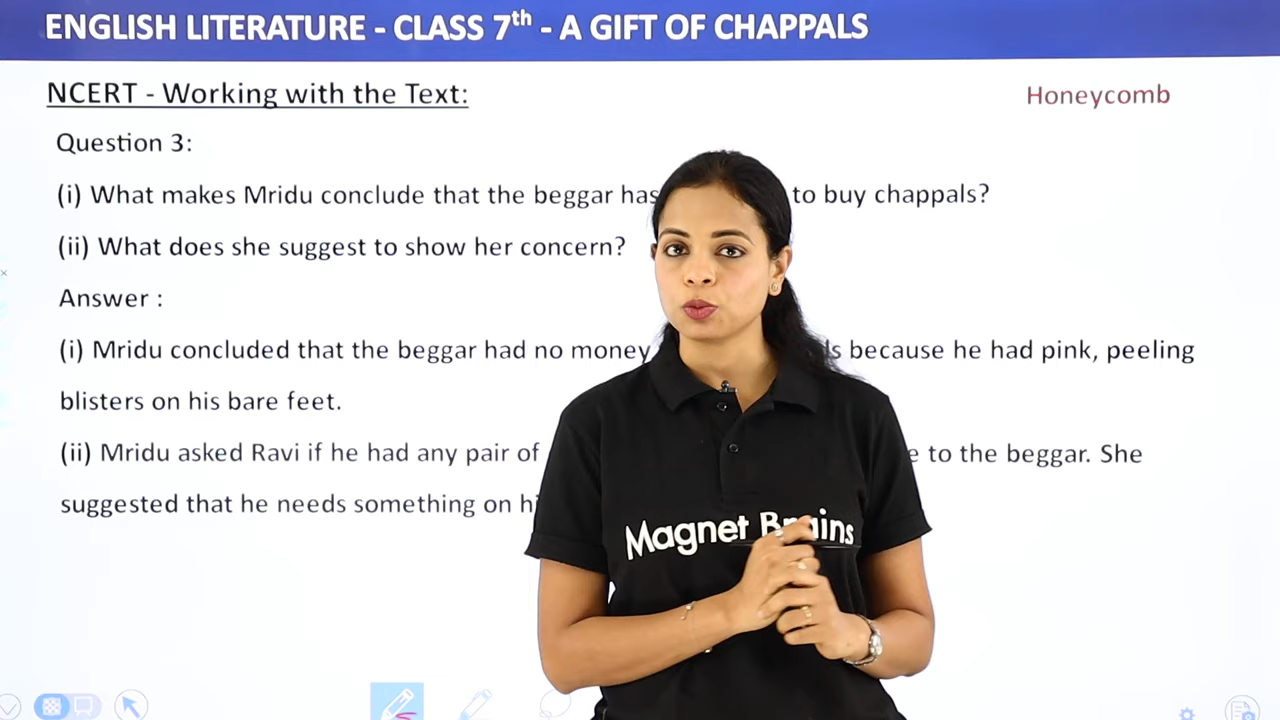 ENGLISH LITERATURE - CLASS 7th - A GIFT OF CHAPPALS
NCERT - Working with the Text:
Honeycomb
Question 3:
(i) What makes Mridu conclude that the beggar has to buy chappals?
(ii) What does she suggest to show her concern?
Answer :
(i) Mridu concluded that the beggar had no money because he had pink, peeling
blisters on his bare feet.
(ii) Mridu asked Ravi if he had any pair of to the beggar. She
suggested that he needs something on
Magnet Brains